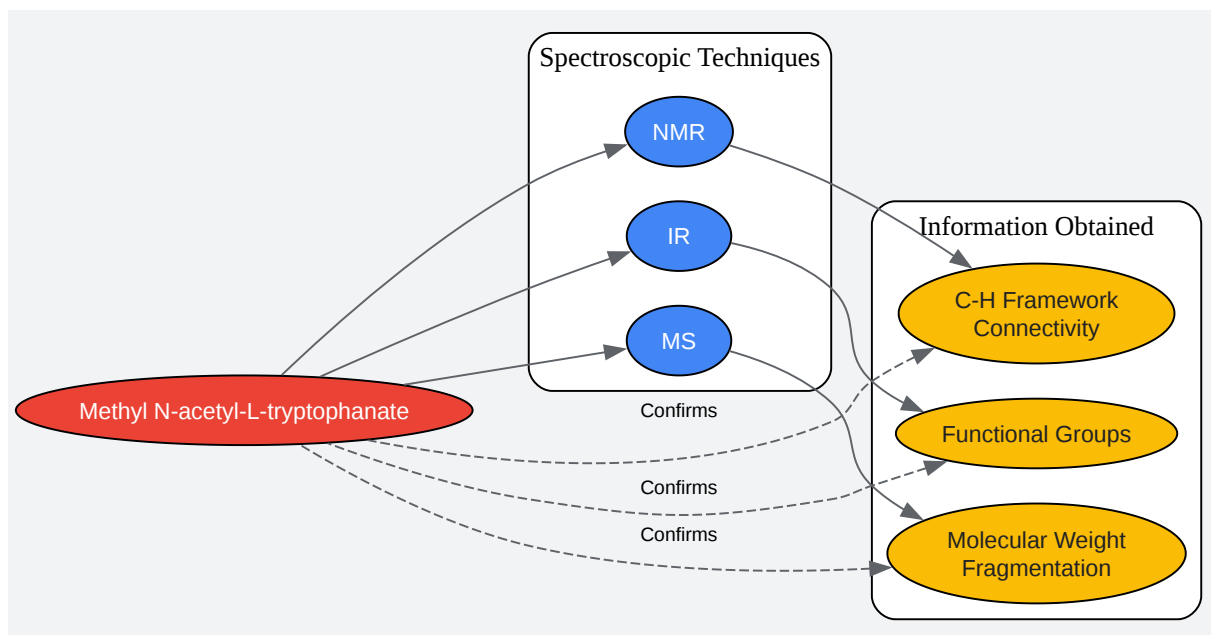 Spectroscopic Techniques
NMR
IR
MS
Methyl N-acetyl-L-tryptophanate
Confirms
Confirms
Confirms
Information Obtained
C-H Framework
Connectivity
Functional Groups
Molecular Weight
Fragmentation